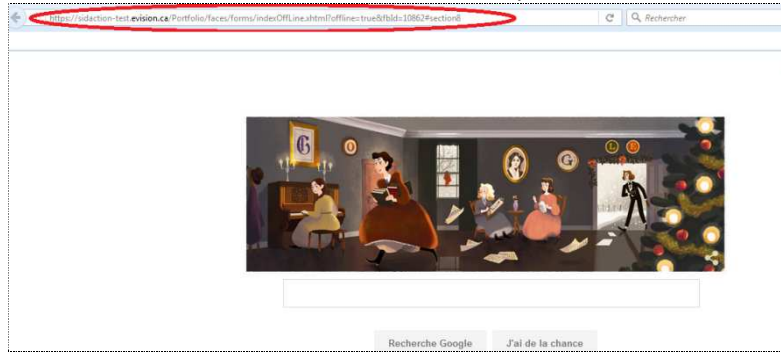 https://sidaction-test.evision.ca/Portfolio/faces/forms/indexOffLine.xhtml?offline=true&fbId=10862#section8
Rechercher
G O G L E
Recherche Google
J'ai de la chance